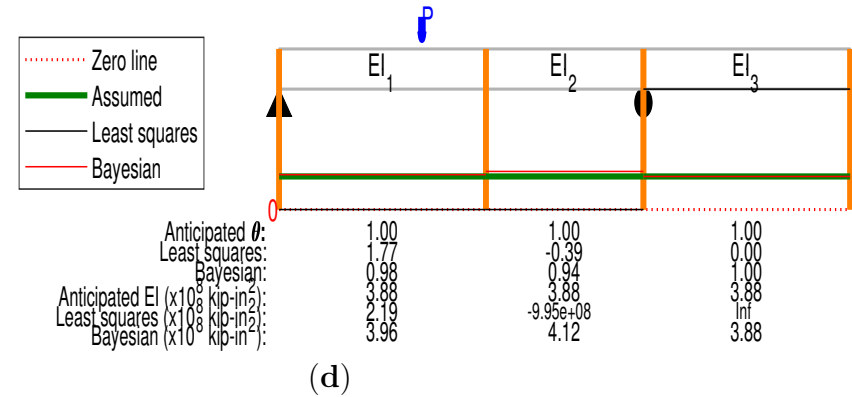 P
Zero line
Assumed
Least squares
Bayesian
EI1 EI2 EI3
0
Anticipated θ: 1.00 1.00 1.00
Least squares: 1.77 -0.39 0.00
Bayesian: 0.98 0.94 1.00
Anticipated EI (x10^8 kip-in^2): 3.88 3.88 3.88
Least squares (x10^8 kip-in^2): 2.19 -9.95e+08 Inf
Bayesian (x10^8 kip-in^2): 3.96 4.12 3.88
(d)